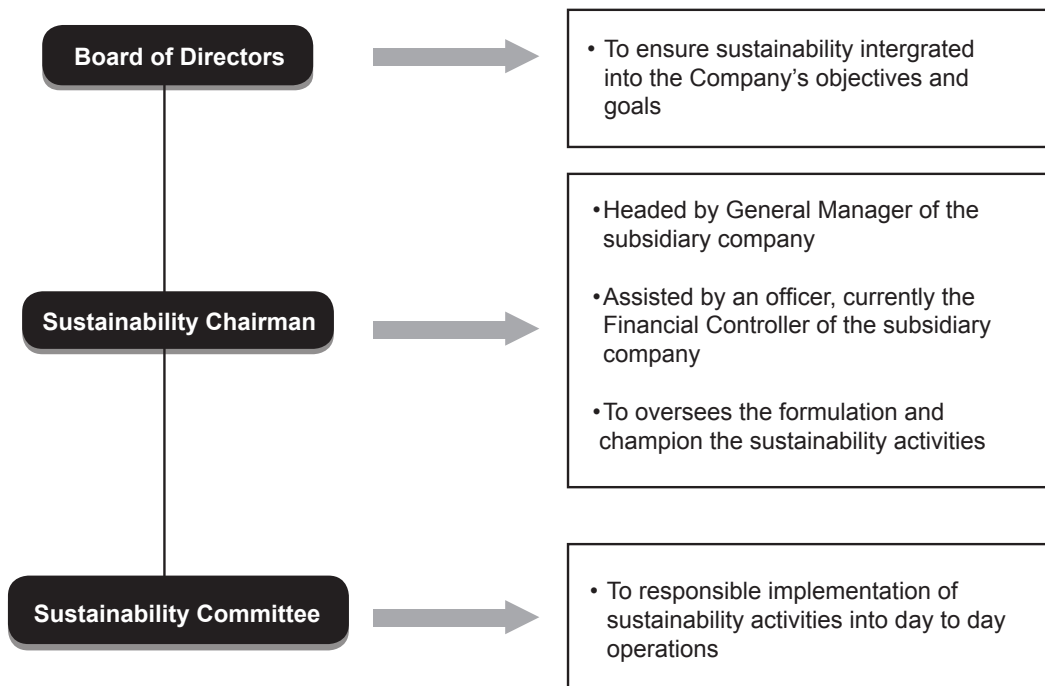 Board of Directors
• To ensure sustainability intergrated
into the Company’s objectives and
goals
Sustainability Chairman
•Headed by General Manager of the
subsidiary company
•Assisted by an officer, currently the
Financial Controller of the subsidiary
company
•To oversees the formulation and
champion the sustainability activities
Sustainability Committee
• To responsible implementation of
sustainability activities into day to day
operations